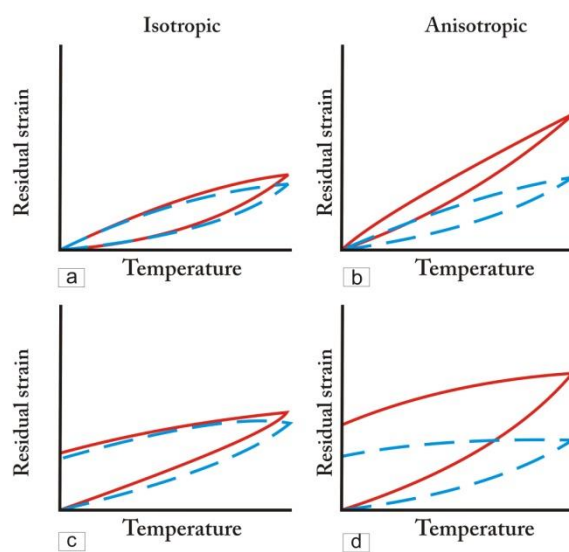 Isotropic
Anisotropic
Residual strain
Temperature
a
Residual strain
Temperature
b
Residual strain
Temperature
c
Residual strain
Temperature
d